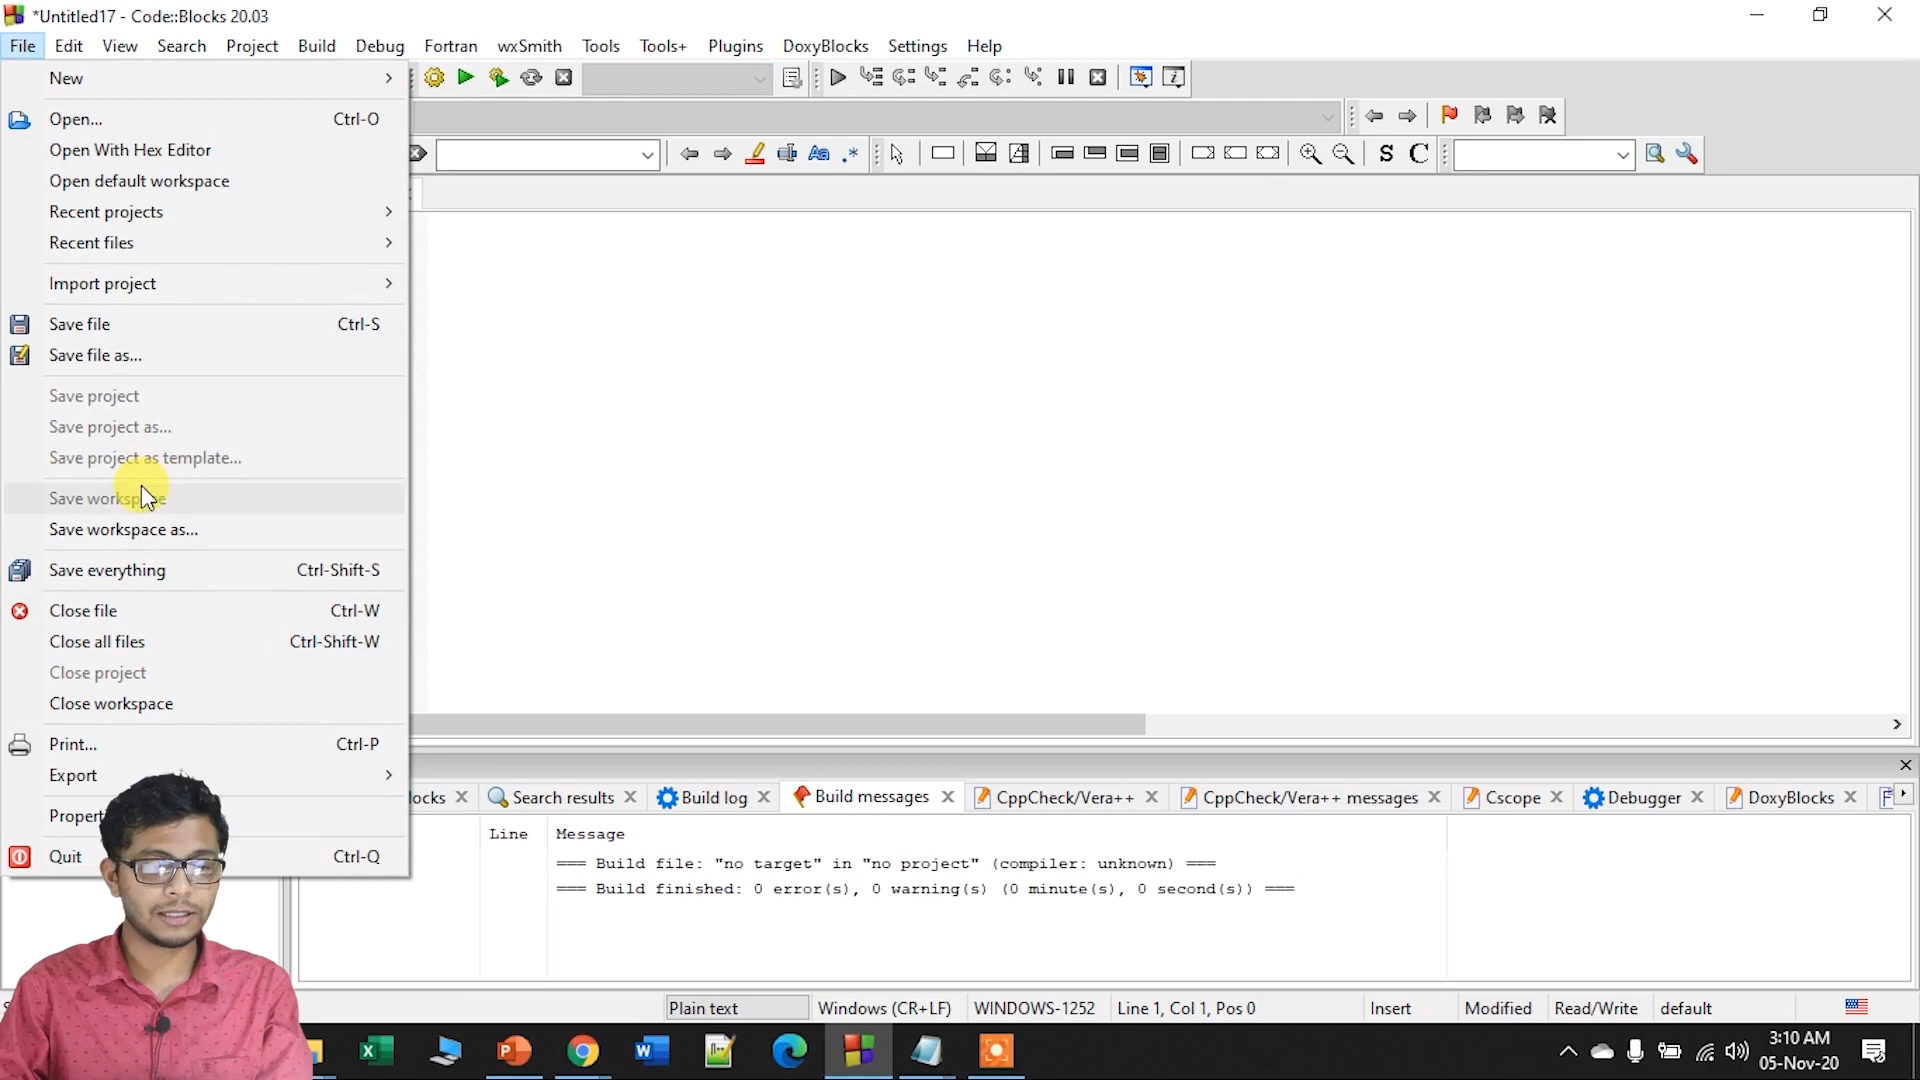 *Untitled17 - Code::Blocks 20.03
File Edit View Search Project Build Debug Fortran wxSmith Tools Tools+ Plugins DoxyBlocks Settings Help
New
Open... Ctrl-O
Open With Hex Editor
Open default workspace
Recent projects
Recent files
Import project
Save file Ctrl-S
Save file as...
Save project
Save project as...
Save project as template...
Save workspace
Save workspace as...
Save everything Ctrl-Shift-S
Close file Ctrl-W
Close all files Ctrl-Shift-W
Close project
Close workspace
Print... Ctrl-P
Export
Quit Ctrl-Q
Aa .* S C
Search results Build log Build messages CppCheck/Vera++ CppCheck/Vera++ messages Cscope Debugger DoxyBlocks
Line Message
=== Build file: "no target" in "no project" (compiler: unknown) ===
=== Build finished: 0 error(s), 0 warning(s) (0 minute(s), 0 second(s)) ===
Plain text Windows (CR+LF) WINDOWS-1252 Line 1, Col 1, Pos 0 Insert Modified Read/Write default
3:10 AM
05-Nov-20